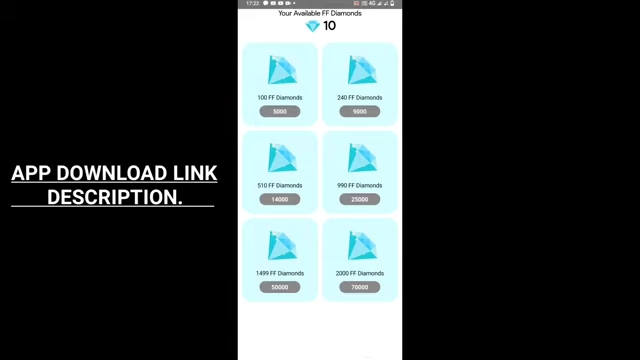 17:22
4G
Your Available FF Diamonds
10
100 FF Diamonds
5000
240 FF Diamonds
9000
APP DOWNLOAD LINK
DESCRIPTION.
510 FF Diamonds
14000
990 FF Diamonds
25000
1499 FF Diamonds
50000
2000 FF Diamonds
70000